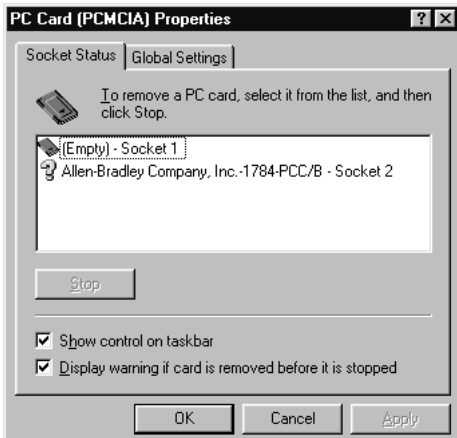 PC Card (PCMCIA) Properties
Socket Status
Global Settings
To remove a PC card, select it from the list, and then
click Stop.
(Empty) - Socket 1
Allen-Bradley Company, Inc.-1784-PCC/B - Socket 2
Stop
Show control on taskbar
Display warning if card is removed before it is stopped
OK
Cancel
Apply